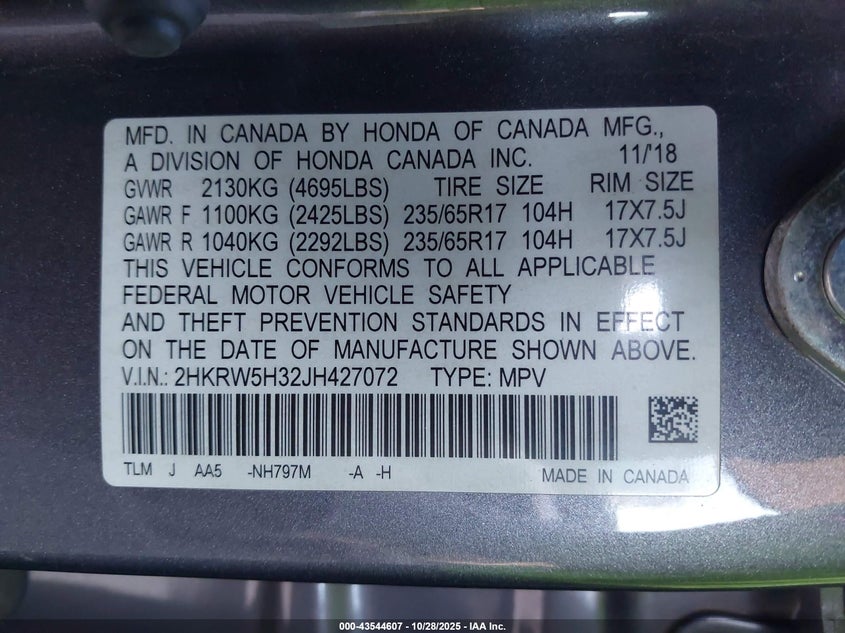 MFD. IN CANADA BY HONDA OF CANADA MFG.,
A DIVISION OF HONDA CANADA INC. 11/'18
GVWR 2130KG (4695LBS) TIRE SIZE RIM SIZE
GAWR F 1100KG (2425LBS) 235/65R17 104H 17X7.5J
GAWR R 1040KG (2292LBS) 235/65R17 104H 17X7.5J
THIS VEHICLE CONFORMS TO ALL APPLICABLE
FEDERAL MOTOR VEHICLE SAFETY
AND THEFT PREVENTION STANDARDS IN EFFECT
ON THE DATE OF MANUFACTURE SHOWN ABOVE.
V.I.N.: 2HKRW5H32JH427072 TYPE: MPV
TLM J AA5 -NH797M -A -H MADE IN CANADA
000-43544607 - 10/28/2025 - IAA Inc.